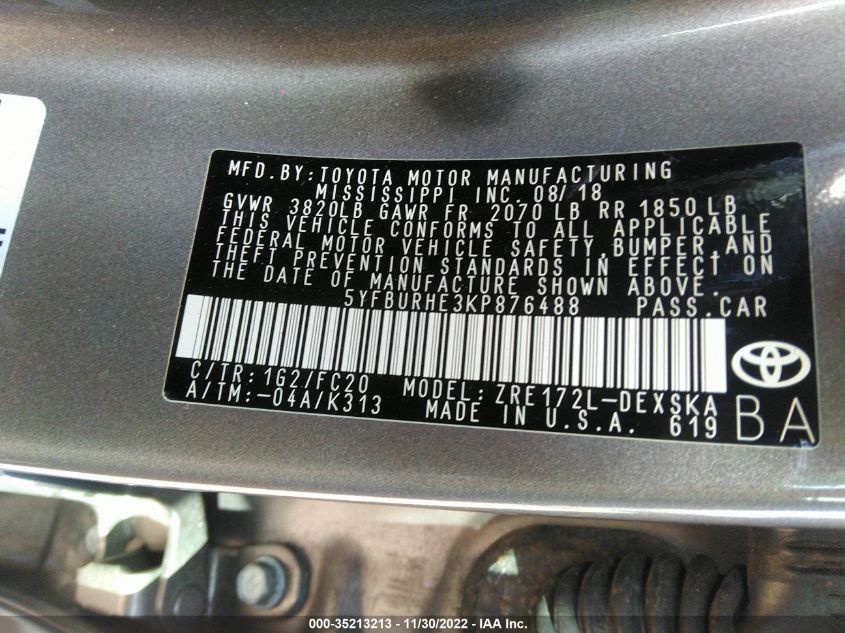 MFD.BY:TOYOTA MOTOR MANUFACTURING
MISSISSIPPI INC. 08/18
GVWR 3820LB GAWR FR 2070 LB RR 1850 LB
THIS VEHICLE CONFORMS TO ALL APPLICABLE
FEDERAL MOTOR VEHICLE SAFETY, BUMPER, AND
THEFT PREVENTION STANDARDS IN EFFECT ON
THE DATE OF MANUFACTURE SHOWN ABOVE.
5YFBURHE3KP876488 PASS.CAR
C/TR:1G2/FC20 MODEL:ZRE172L-DEXSKA
A/TM:-04A/K313 MADE IN U.S.A. 619
BA
000-35213213 - 11/30/2022 - IAA Inc.